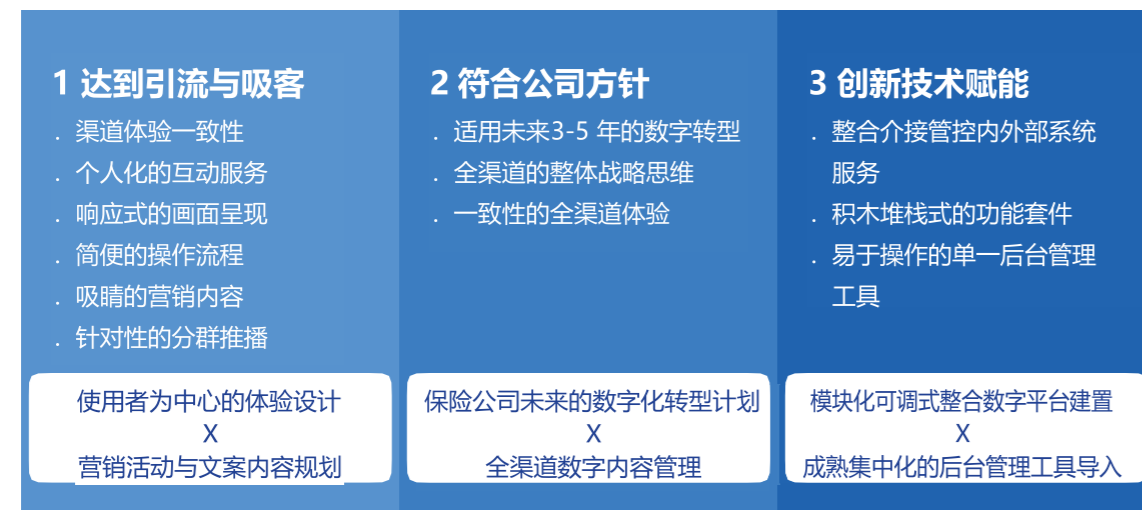 1 达到引流与吸客
. 渠道体验一致性
. 个人化的互动服务
. 响应式的画面呈现
. 简便的操作流程
. 吸睛的营销内容
. 针对性的分群推播
使用者为中心的体验设计
X
营销活动与文案内容规划
2 符合公司方针
. 适用未来3-5 年的数字转型
. 全渠道的整体战略思维
. 一致性的全渠道体验
保险公司未来的数字化转型计划
X
全渠道数字内容管理
3 创新技术赋能
. 整合介接管控内外部系统
服务
. 积木堆栈式的功能套件
. 易于操作的单一后台管理
工具
模块化可调式整合数字平台建置
X
成熟集中化的后台管理工具导入